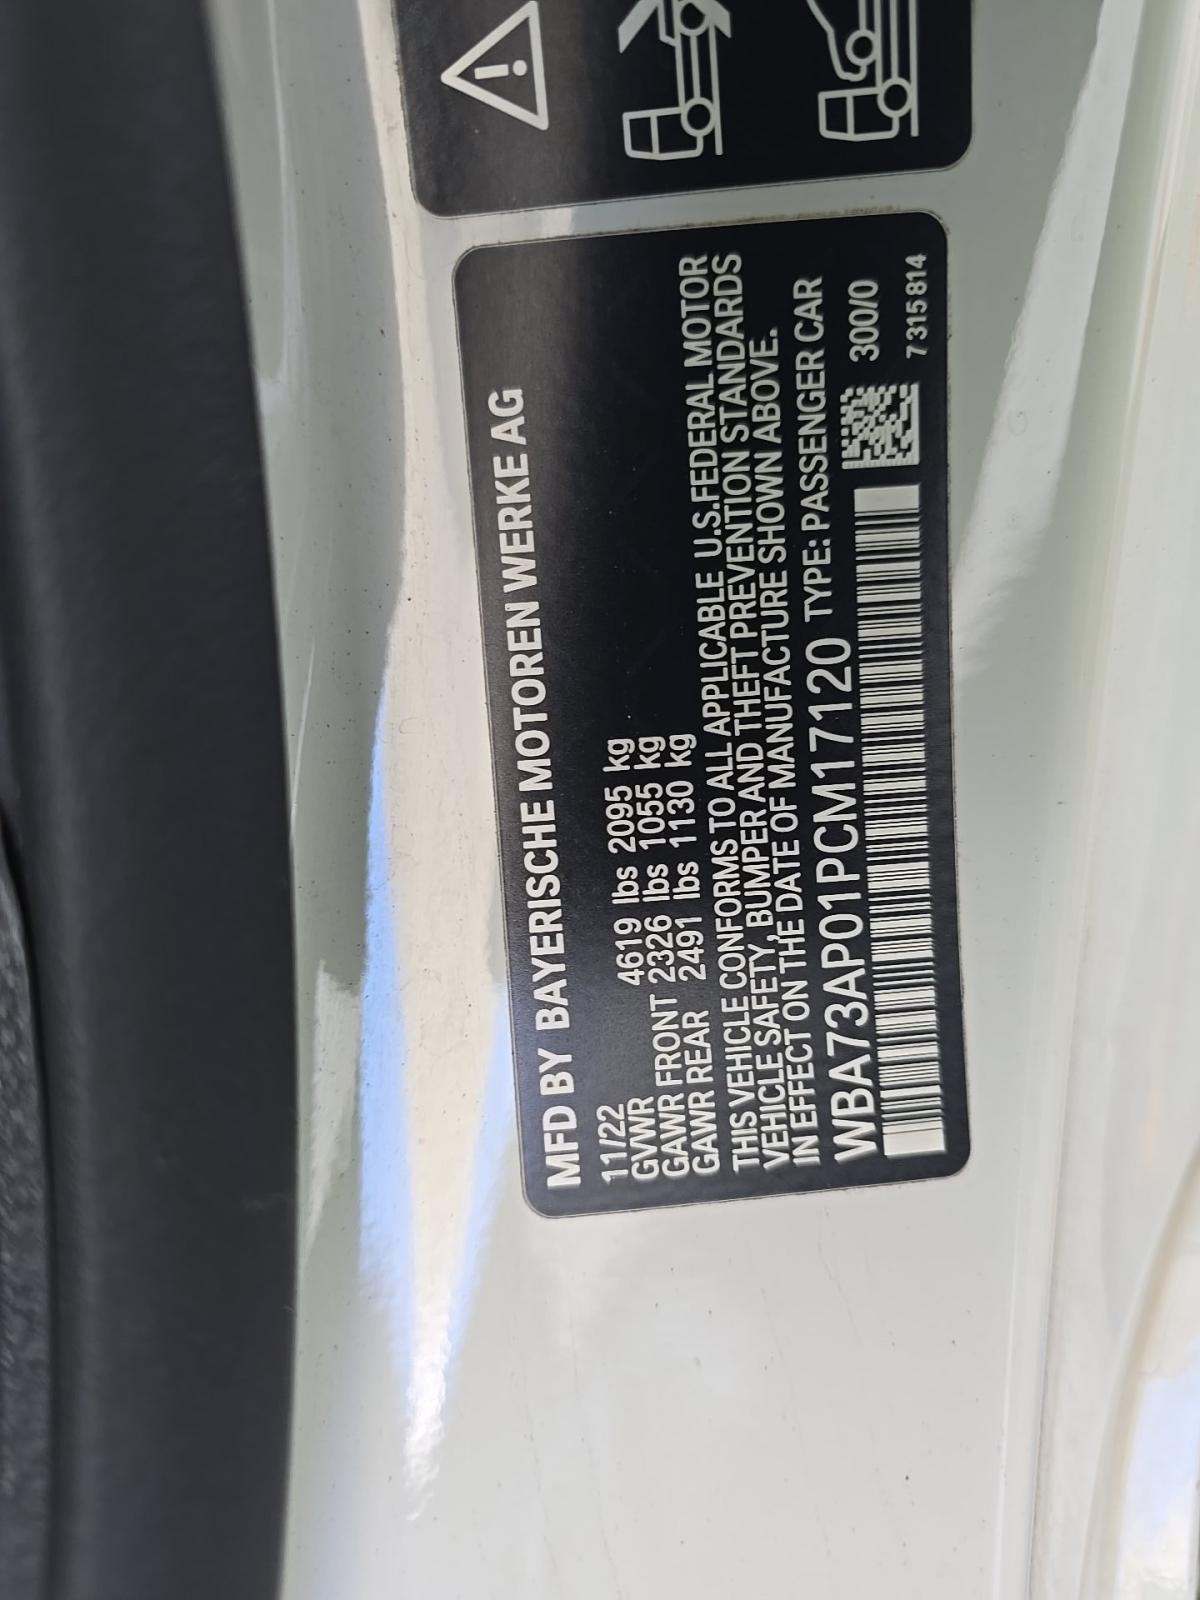 MFD BY BAYERISCHE MOTOREN WERKE AG
11/22
GVWR 4619 lbs 2095 kg
GAWR FRONT 2326 lbs 1055 kg
GAWR REAR 2491 lbs 1130 kg
THIS VEHICLE CONFORMS TO ALL APPLICABLE U.S.FEDERAL MOTOR
VEHICLE SAFETY, BUMPER AND THEFT PREVENTION STANDARDS
IN EFFECT ON THE DATE OF MANUFACTURE SHOWN ABOVE.
WBA73AP01PCM17120 TYPE: PASSENGER CAR
300/0
7 315 814